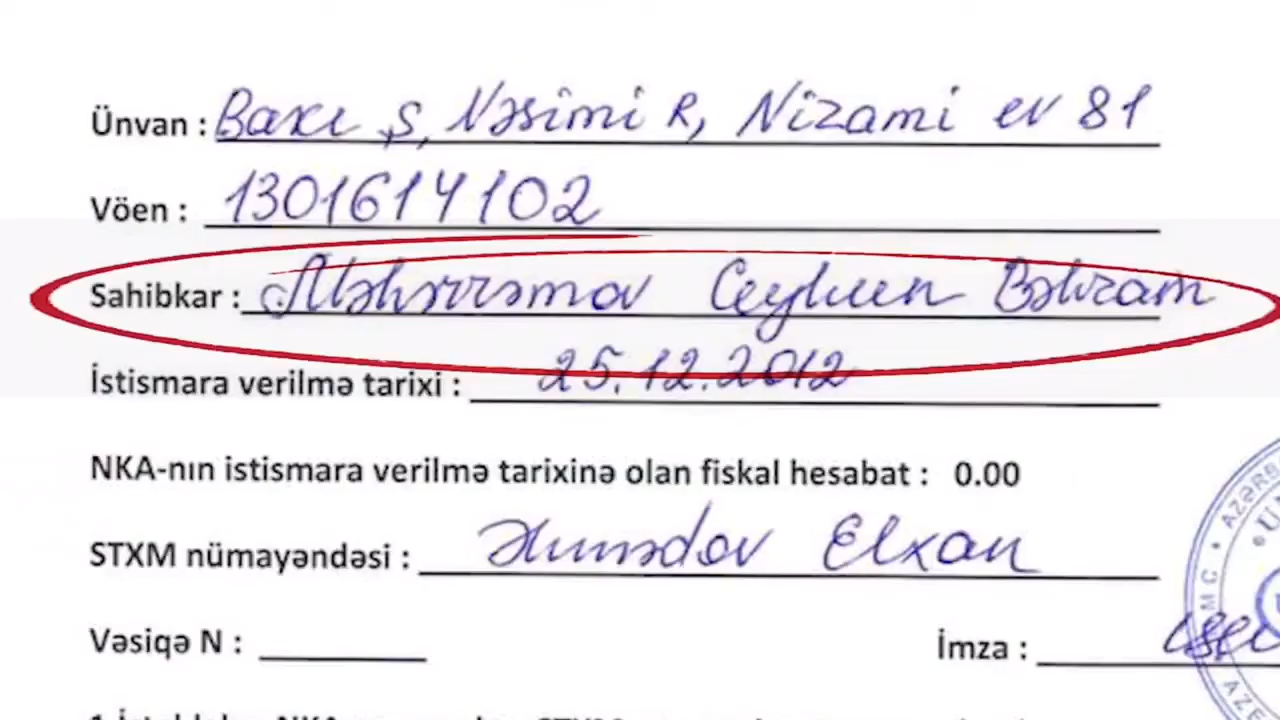 Ünvan : Bakı ş, Nəsimi R, Nizami ev 81
Vöen : 1301614102
Sahibkar : Məhərrəmov Ceyhun Bəhram
İstismara verilmə tarixi : 25.12.2012
NKA-nın istismara verilmə tarixinə olan fiskal hesabat : 0.00
STXM nümayəndəsi : Elxan
Vəsiqə N :
İmza :